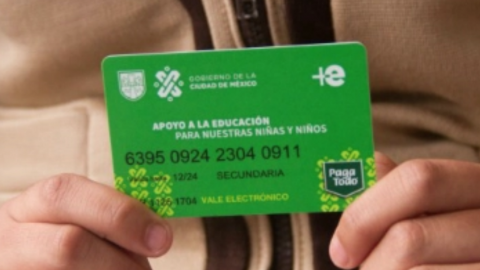 GOBIERNO DE LA
CIUDAD DE MÉXICO
+e
APOYO A LA EDUCACIÓN
PARA NUESTRAS NIÑAS Y NIÑOS
6395 0924 2304 0911
12/24 SECUNDARIA
1704 VALE ELECTRÓNICO
Paga
Todo